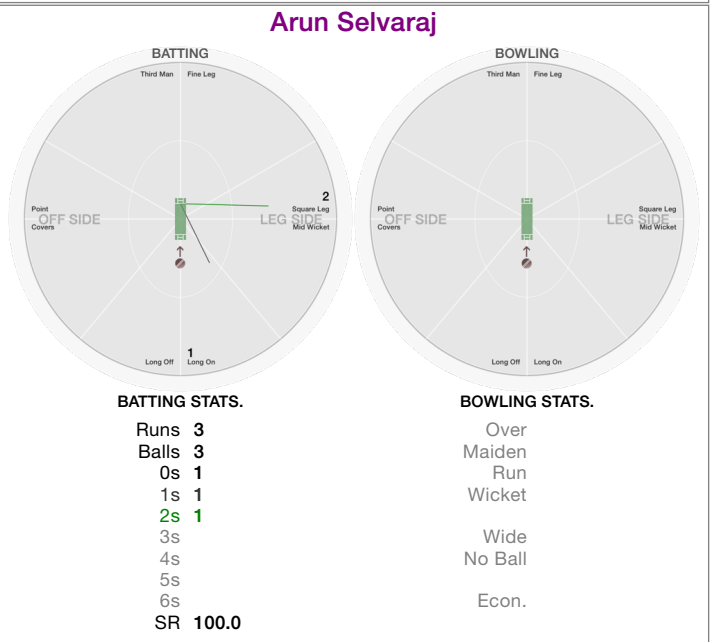 Arun Selvaraj
BATTING
Third Man Fine Leg
2
Point
Square Leg
OFF SIDE
LEG SIDE
Covers
Mid Wicket
1
Long Off Long On
BOWLING
Third Man Fine Leg
Point
Square Leg
OFF SIDE
LEG SIDE
Covers
Mid Wicket
Long Off Long On
BATTING STATS.
Runs 3
Balls 3
0s 1
1s 1
2s 1
3s
4s
5s
6s
SR 100.0
BOWLING STATS.
Over
Maiden
Run
Wicket
Wide
No Ball
Econ.